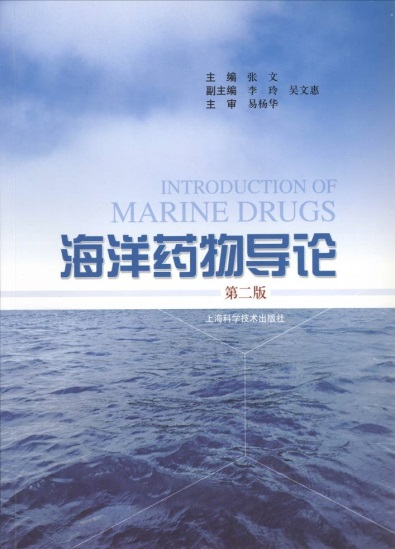 主 编 张 文
副主编 李 玲 吴文惠
主 审 易杨华
INTRODUCTION OF
MARINE DRUGS
海洋药物导论
第二版
上海科学技术出版社